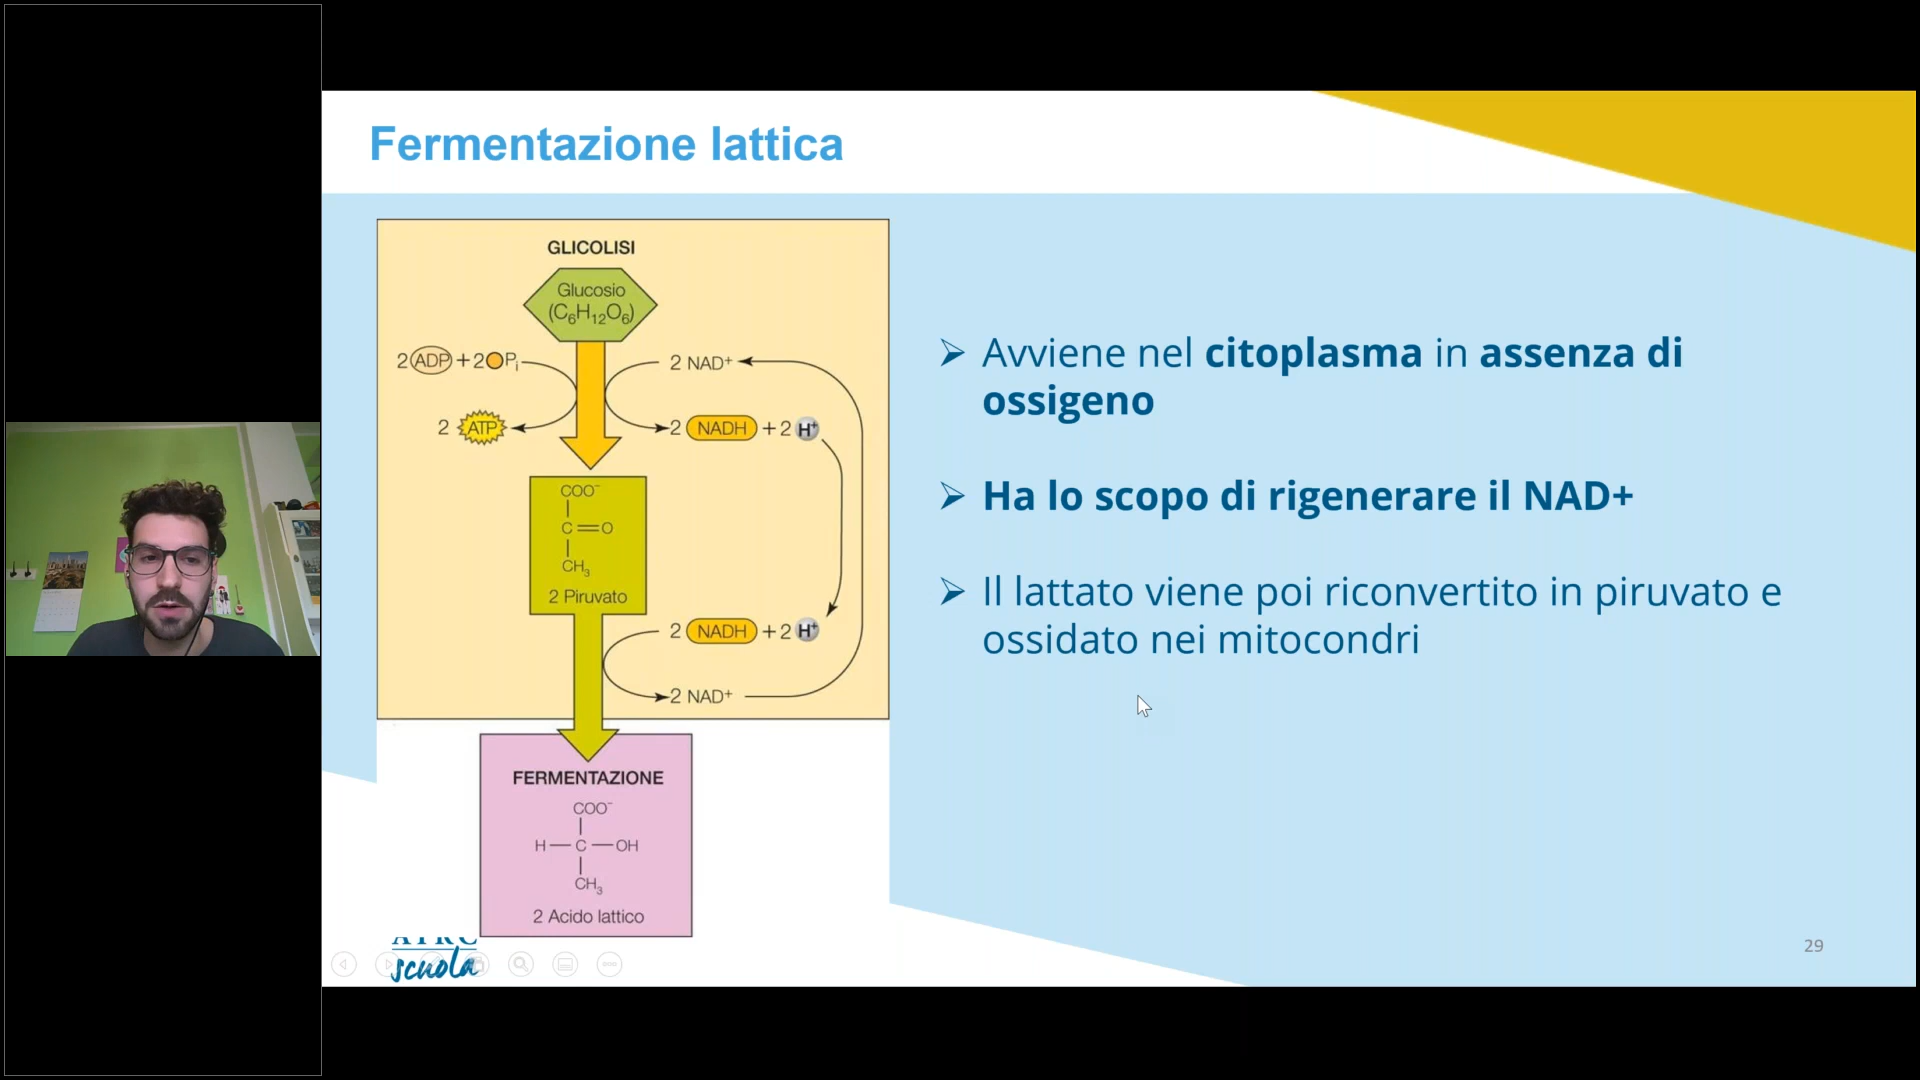 Fermentazione lattica
GLICOLISI
Glucosio
(C₆H₁₂O₆)
2 ADP + 2 Pᵢ
2 NAD⁺
2 ATP
2 NADH + 2 H⁺
COO⁻
C=O
CH₃
2 Piruvato
2 NADH + 2 H⁺
2 NAD⁺
FERMENTAZIONE
COO⁻
H—C—OH
CH₃
2 Acido lattico
➢ Avviene nel citoplasma in assenza di
ossigeno
➢ Ha lo scopo di rigenerare il NAD+
➢ Il lattato viene poi riconvertito in piruvato e
ossidato nei mitocondri
scuola
29